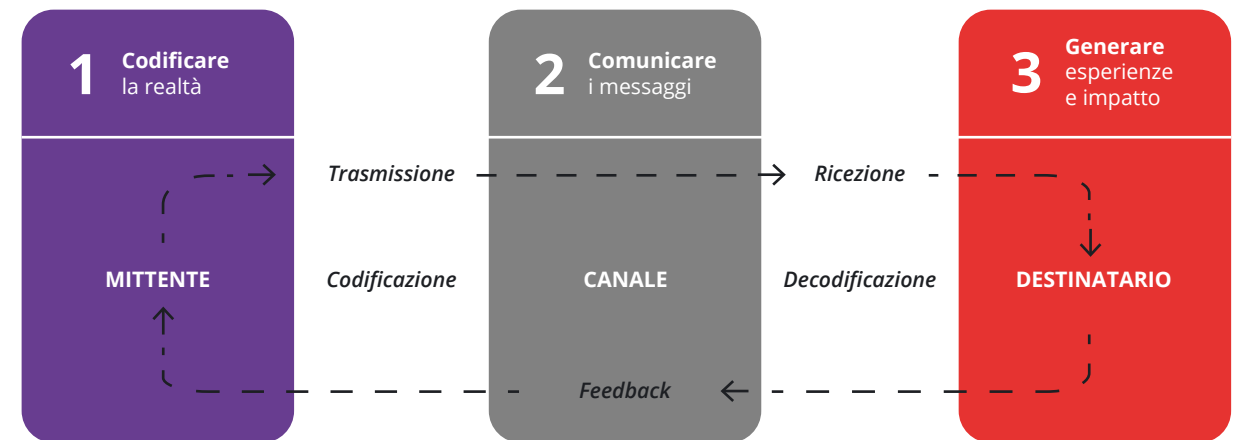 1
Codificare
la realtà
2
Comunicare
i messaggi
3
Generare
esperienze
e impatto
Trasmissione
Ricezione
MITTENTE
Codificazione
CANALE
Decodificazione
DESTINATARIO
Feedback